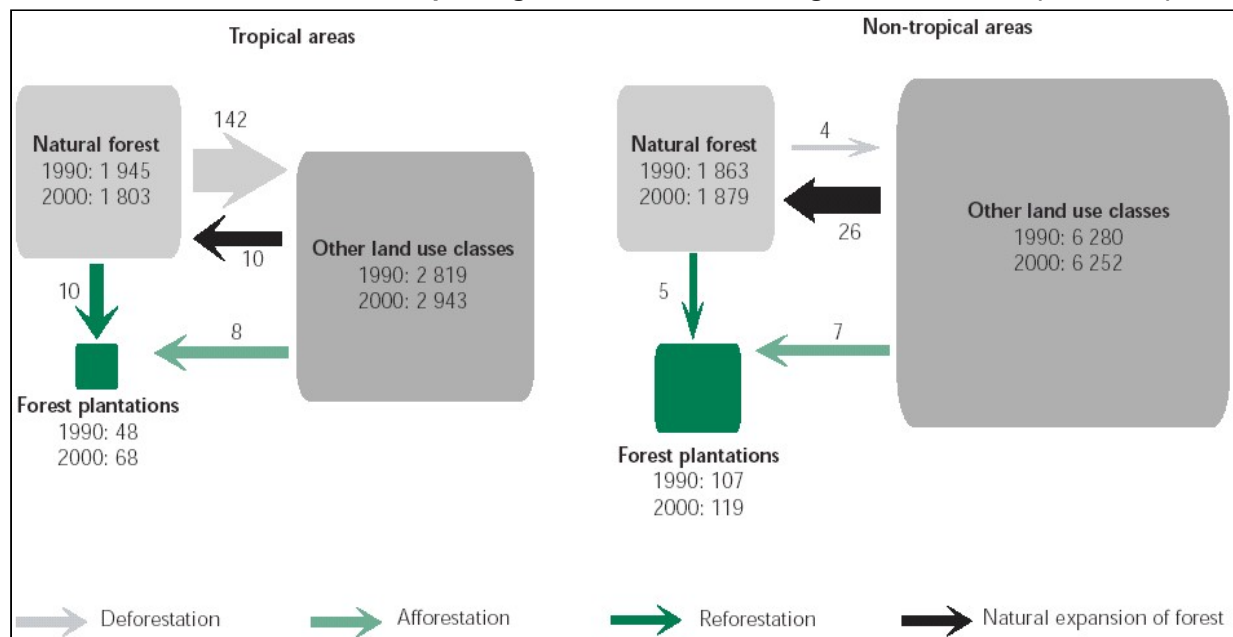 Tropical areas
Natural forest
1990: 1 945
2000: 1 803
142
10
Other land use classes
1990: 2 819
2000: 2 943
10
8
Forest plantations
1990: 48
2000: 68
Non-tropical areas
Natural forest
1990: 1 863
2000: 1 879
4
26
Other land use classes
1990: 6 280
2000: 6 252
5
7
Forest plantations
1990: 107
2000: 119
Deforestation
Afforestation
Reforestation
Natural expansion of forest